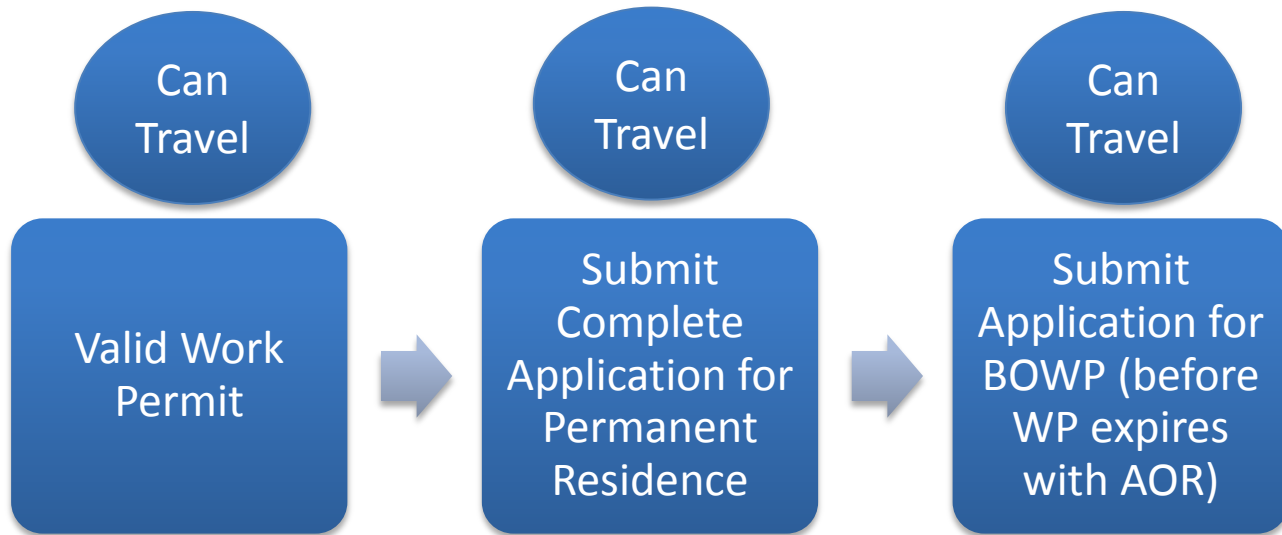 Can
Travel
Can
Travel
Can
Travel
Valid Work
Permit
Submit
Complete
Application for
Permanent
Residence
Submit
Application for
BOWP (before
WP expires
with AOR)